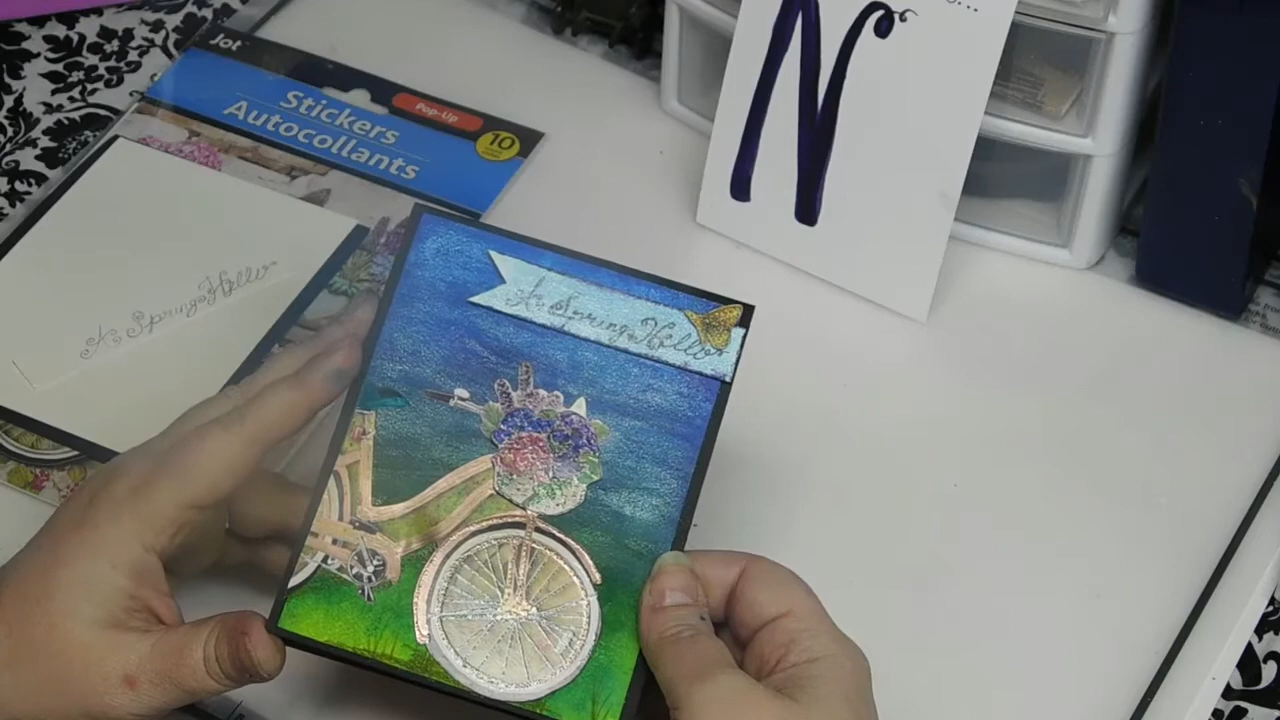 Jot
Stickers
Autocollants
Pop-Up
10
N
A Spring Hello
A Spring Hello